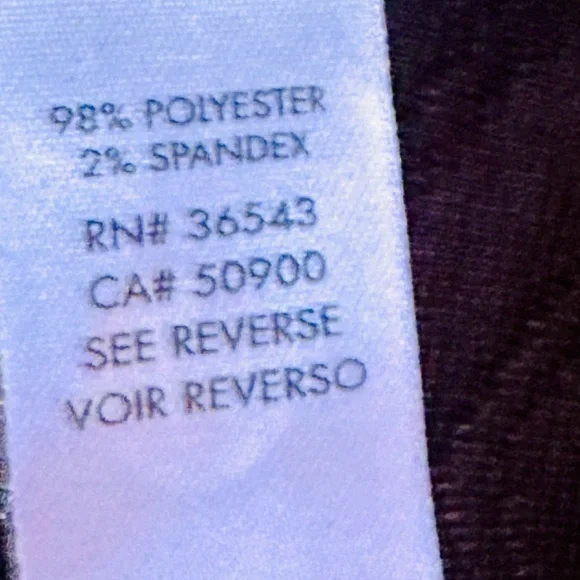 98% POLYESTER
2% SPANDEX
RN# 36543
CA# 50900
SEE REVERSE
VOIR REVERSO